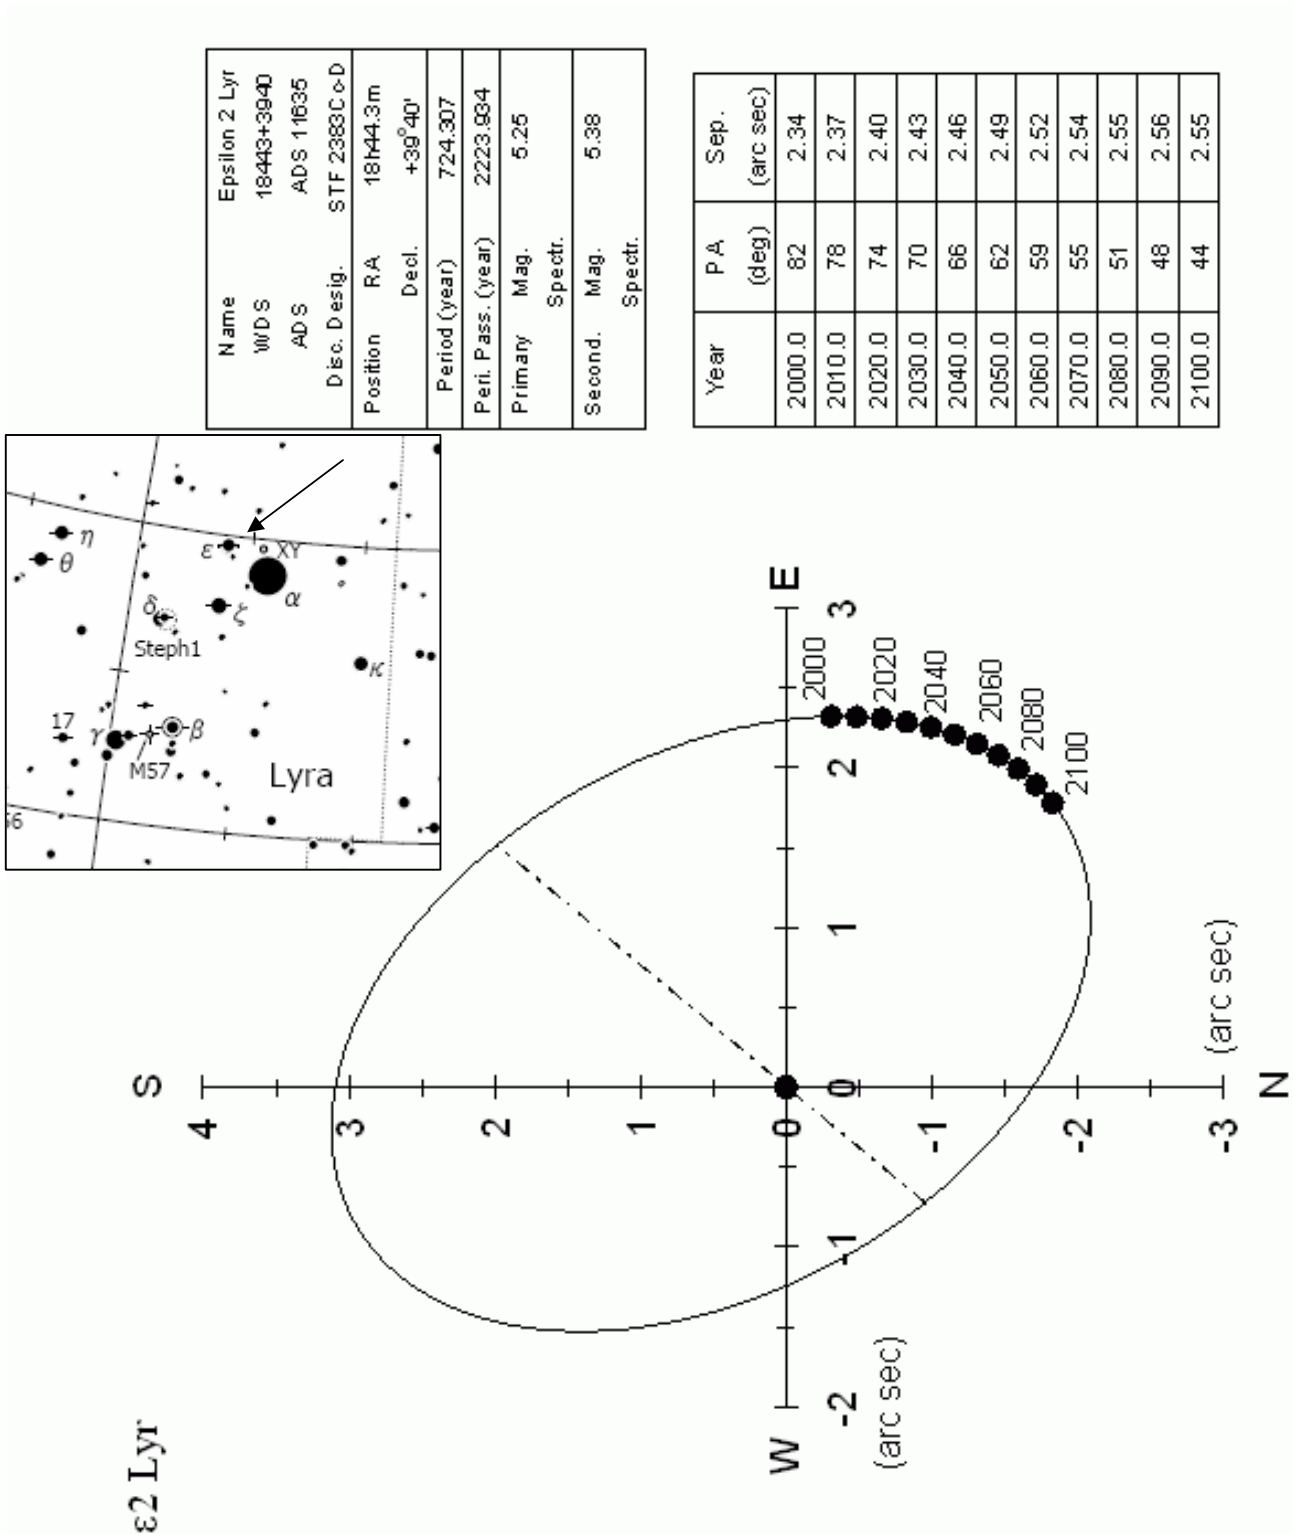 ε2 Lyr
Name Epsilon 2 Lyr
WDS 18443+3940
ADS ADS 11635
Disc. Desig. STF 2383Cc-D
Position RA 18h44.3m
Decl. +39°40'
Period (year) 724.307
Peri. Pass. (year) 2223.934
Primary Mag. 5.25
Spectr.
Second. Mag. 5.38
Spectr.
Year PA Sep.
(deg) (arc sec)
2000.0 82 2.34
2010.0 78 2.37
2020.0 74 2.40
2030.0 70 2.43
2040.0 66 2.46
2050.0 62 2.49
2060.0 59 2.52
2070.0 55 2.54
2080.0 51 2.55
2090.0 48 2.56
2100.0 44 2.55
η
θ
ε
XY
α
δ
ζ
Steph1
κ
17
γ
β
M57
Lyra
56
S
4
3
2
1
0
-1
-2
-3
N
(arc sec)
W
-2
-1
0
1
2
3
E
(arc sec)
2000
2020
2040
2060
2080
2100